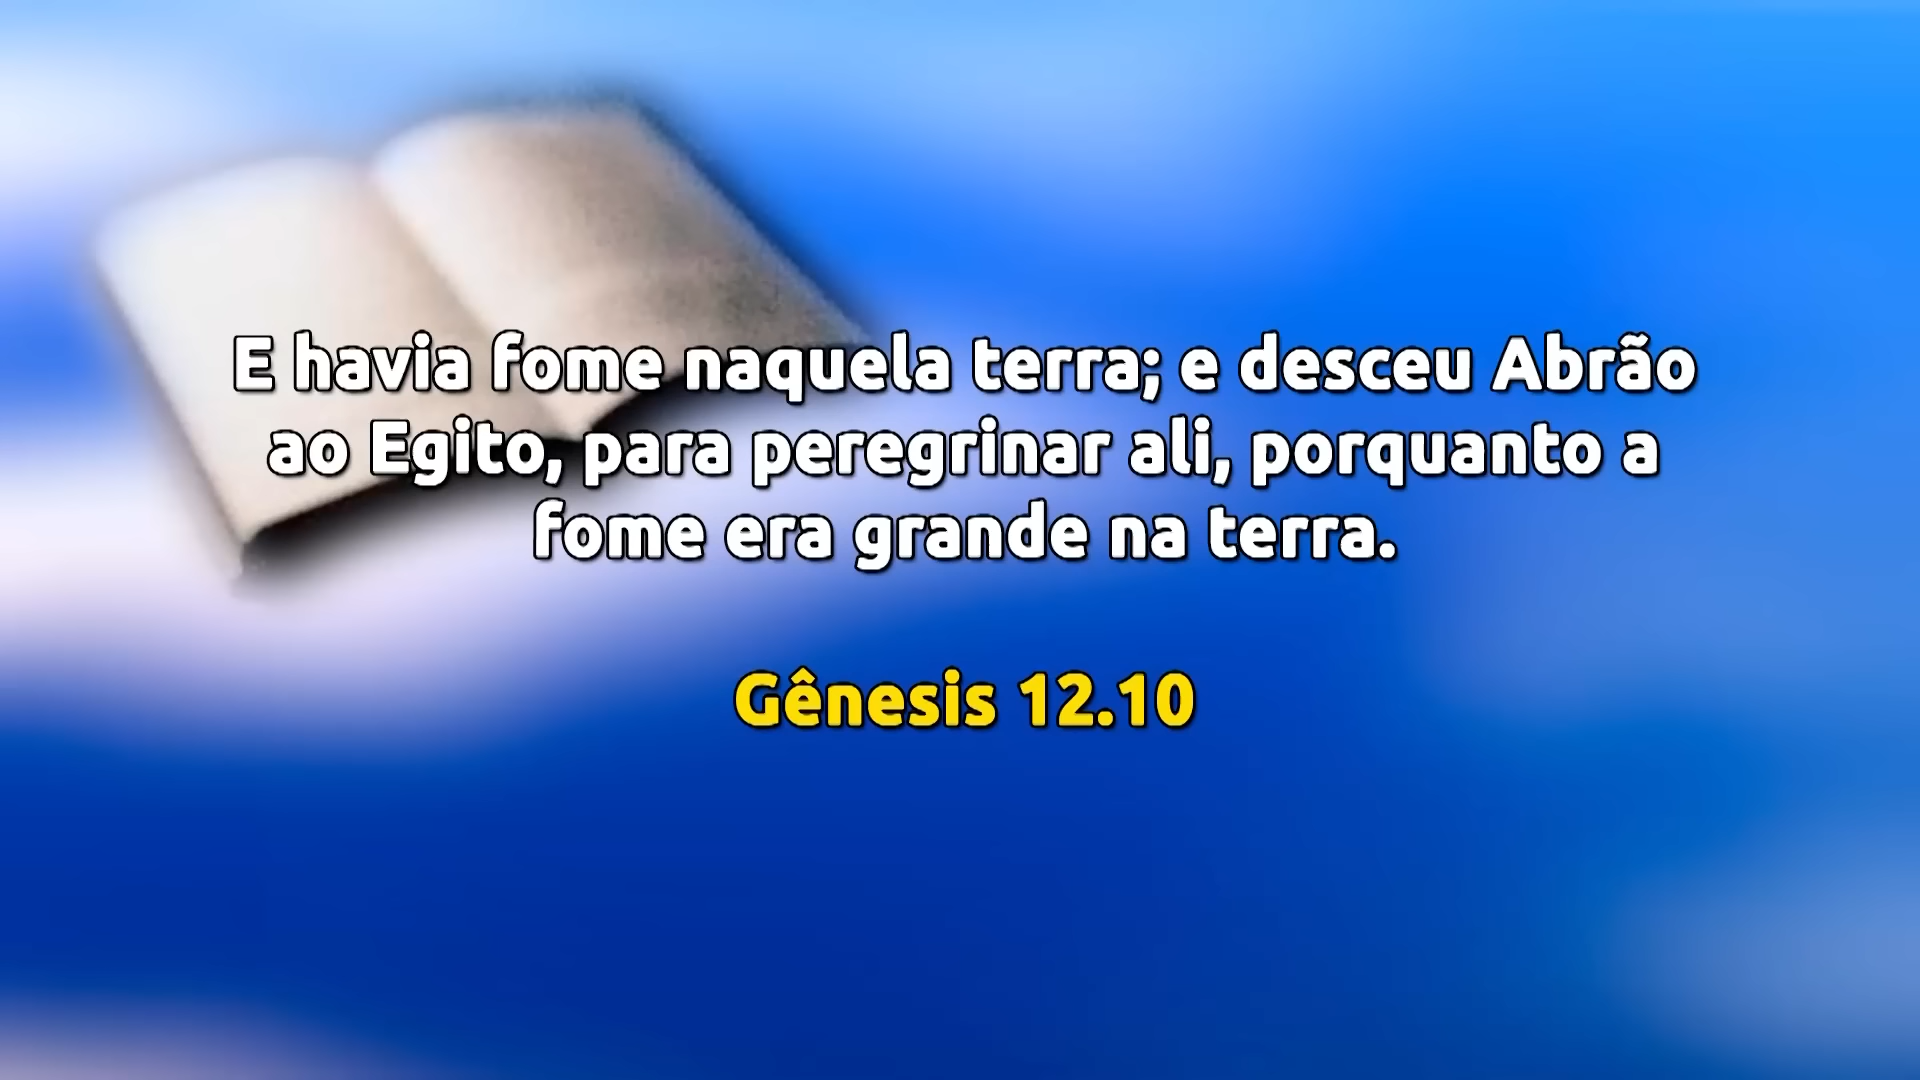 E havia fome naquela terra; e desceu Abrão
ao Egito, para peregrinar ali, porquanto a
fome era grande na terra.
Gênesis 12.10